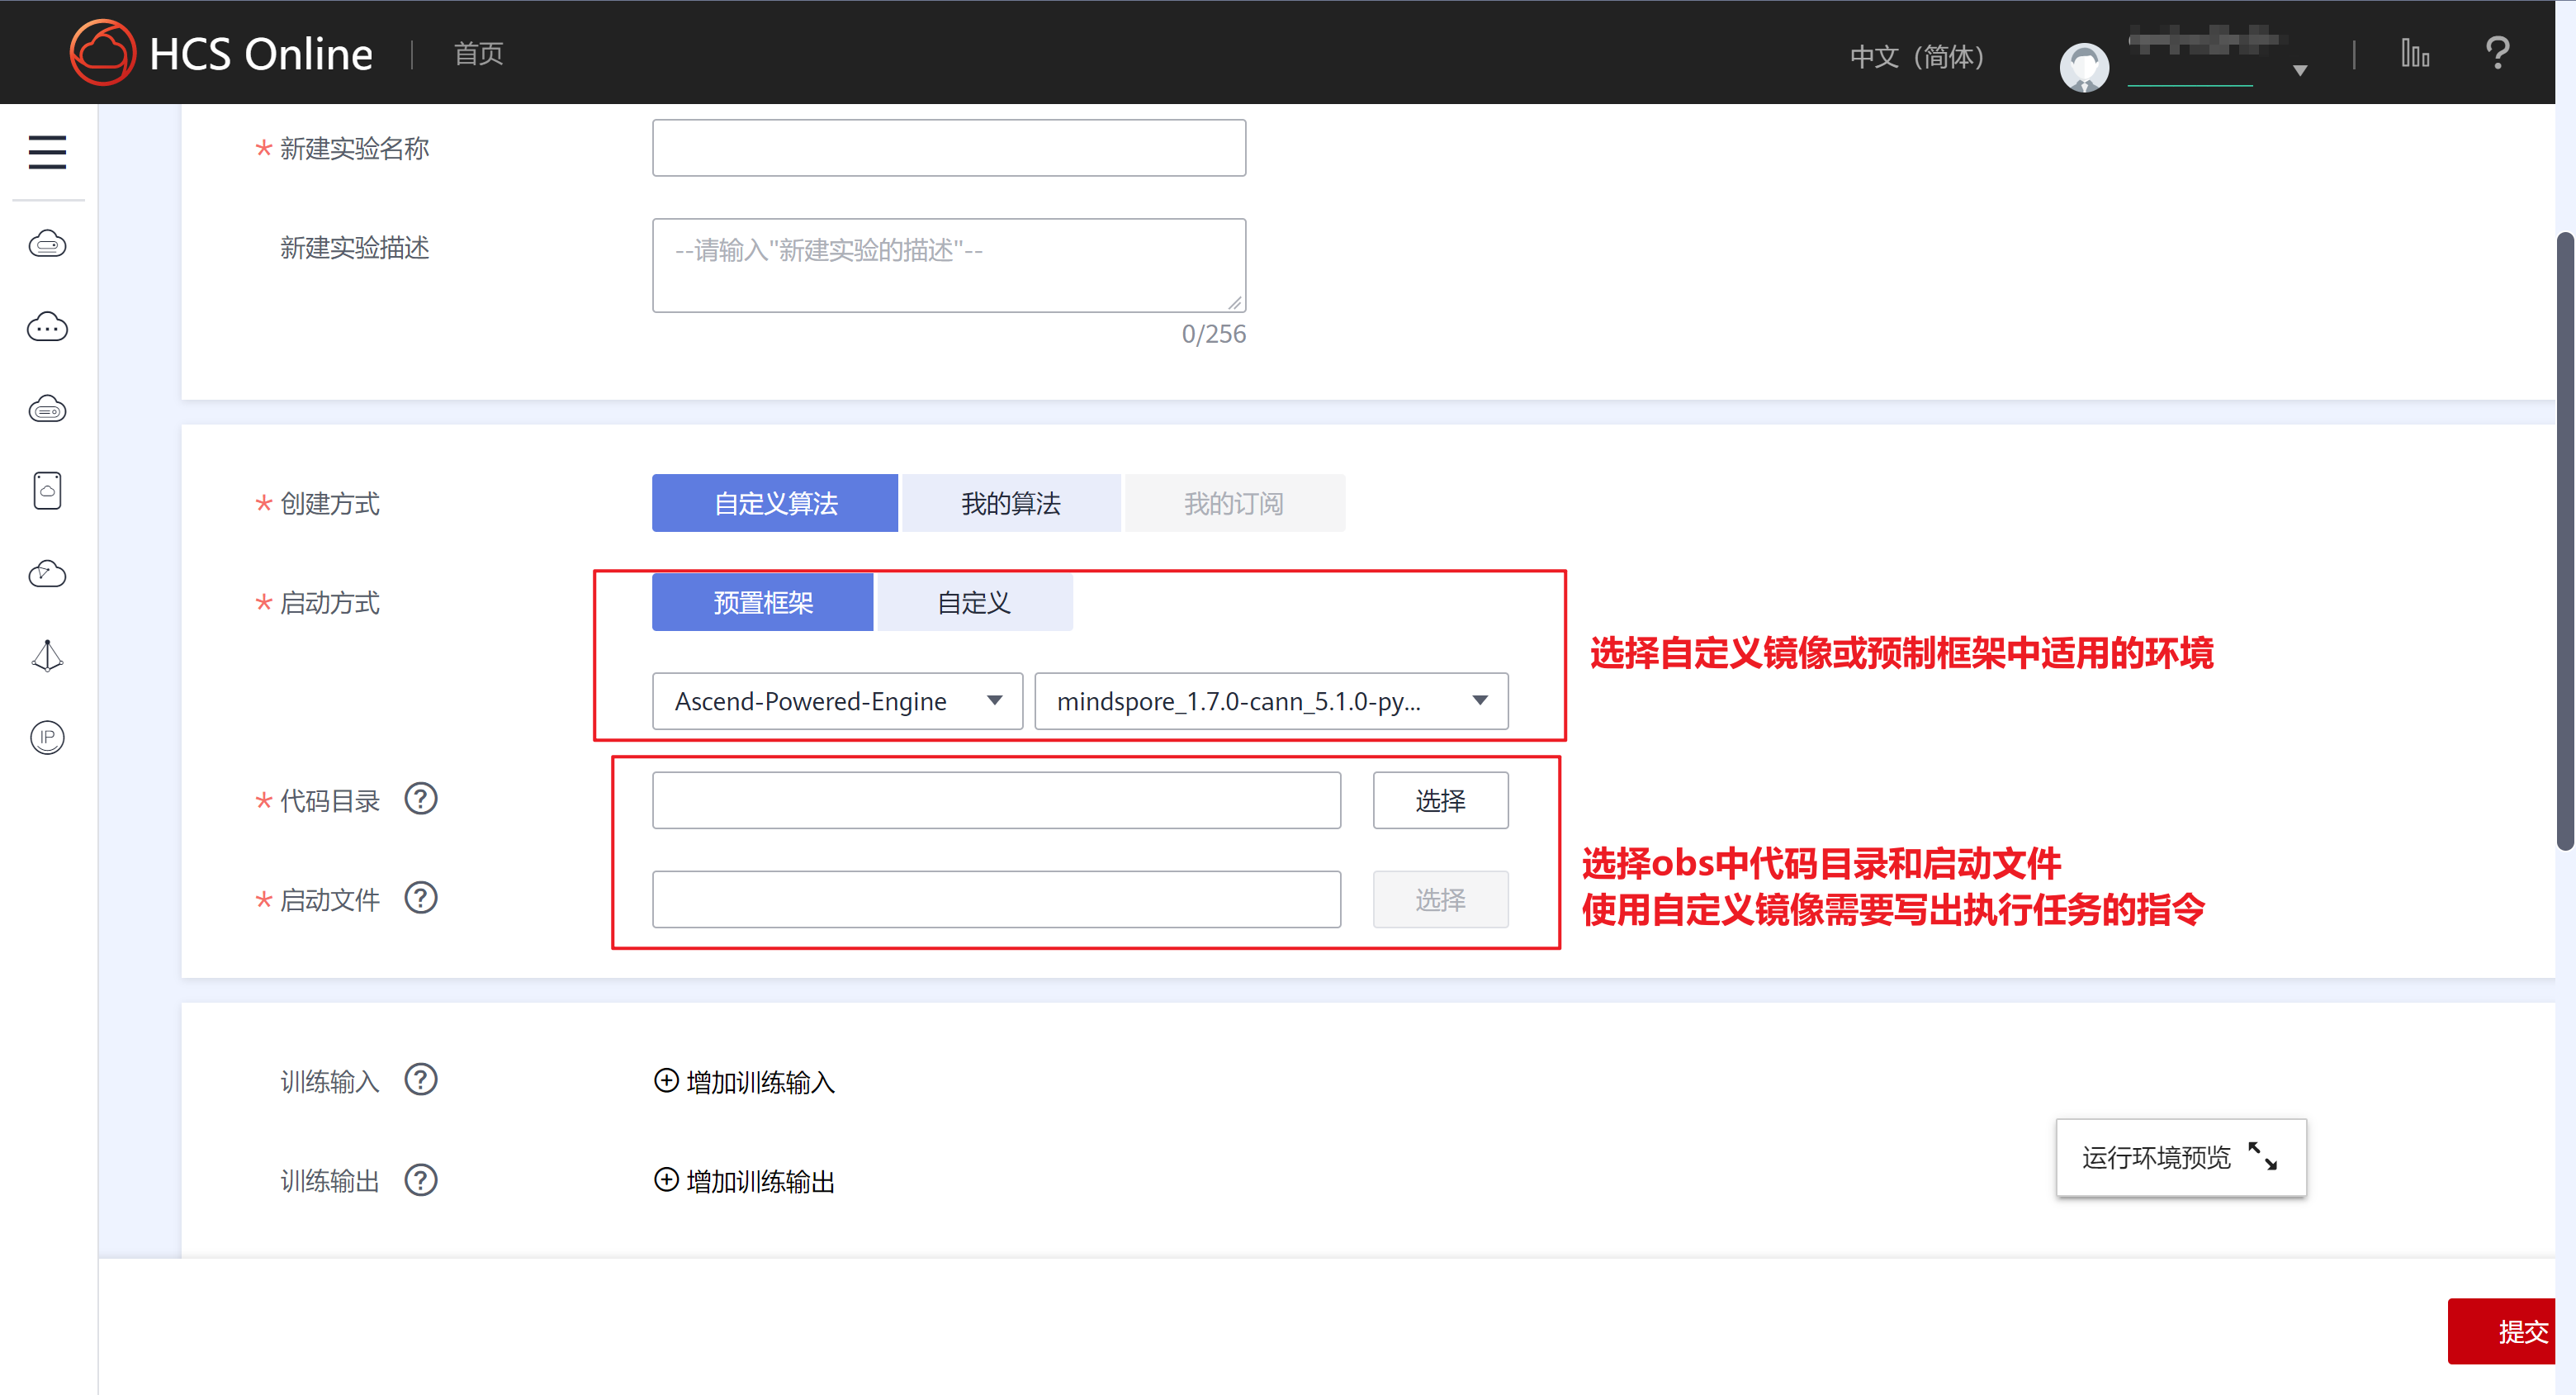 HCS Online
首页
中文（简体）
* 新建实验名称
新建实验描述
--请输入"新建实验的描述"--
0/256
* 创建方式
自定义算法
我的算法
我的订阅
* 启动方式
预置框架
自定义
选择自定义镜像或预制框架中适用的环境
Ascend-Powered-Engine
mindspore_1.7.0-cann_5.1.0-py...
* 代码目录
选择
选择obs中代码目录和启动文件
使用自定义镜像需要写出执行任务的指令
* 启动文件
选择
IP
训练输入
增加训练输入
运行环境预览
训练输出
增加训练输出
提交